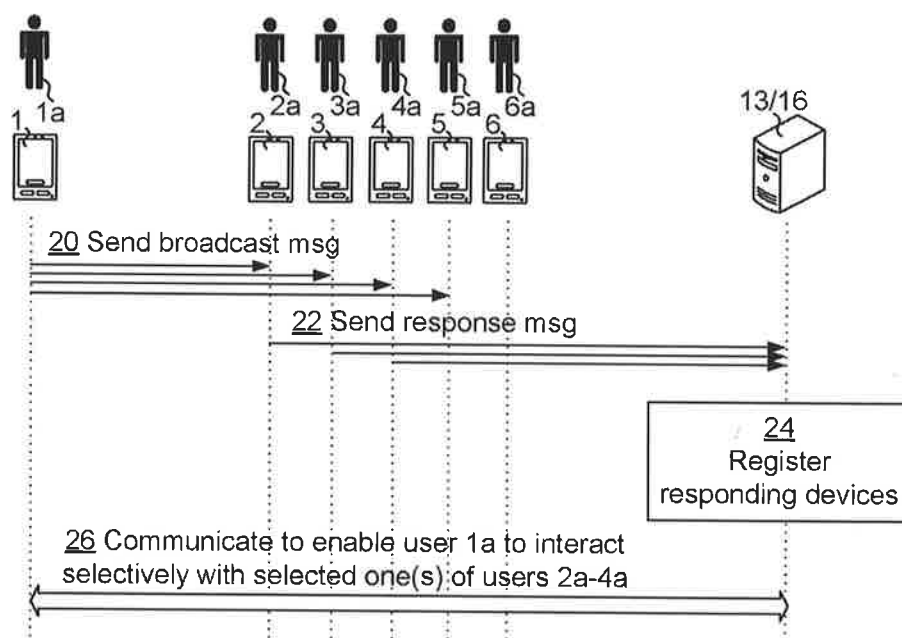 1a
2a 3a 4a 5a 6a
1 2 3 4 5 6
13/16
20 Send broadcast msg
22 Send response msg
24
Register
responding devices
26 Communicate to enable user 1a to interact
selectively with selected one(s) of users 2a-4a